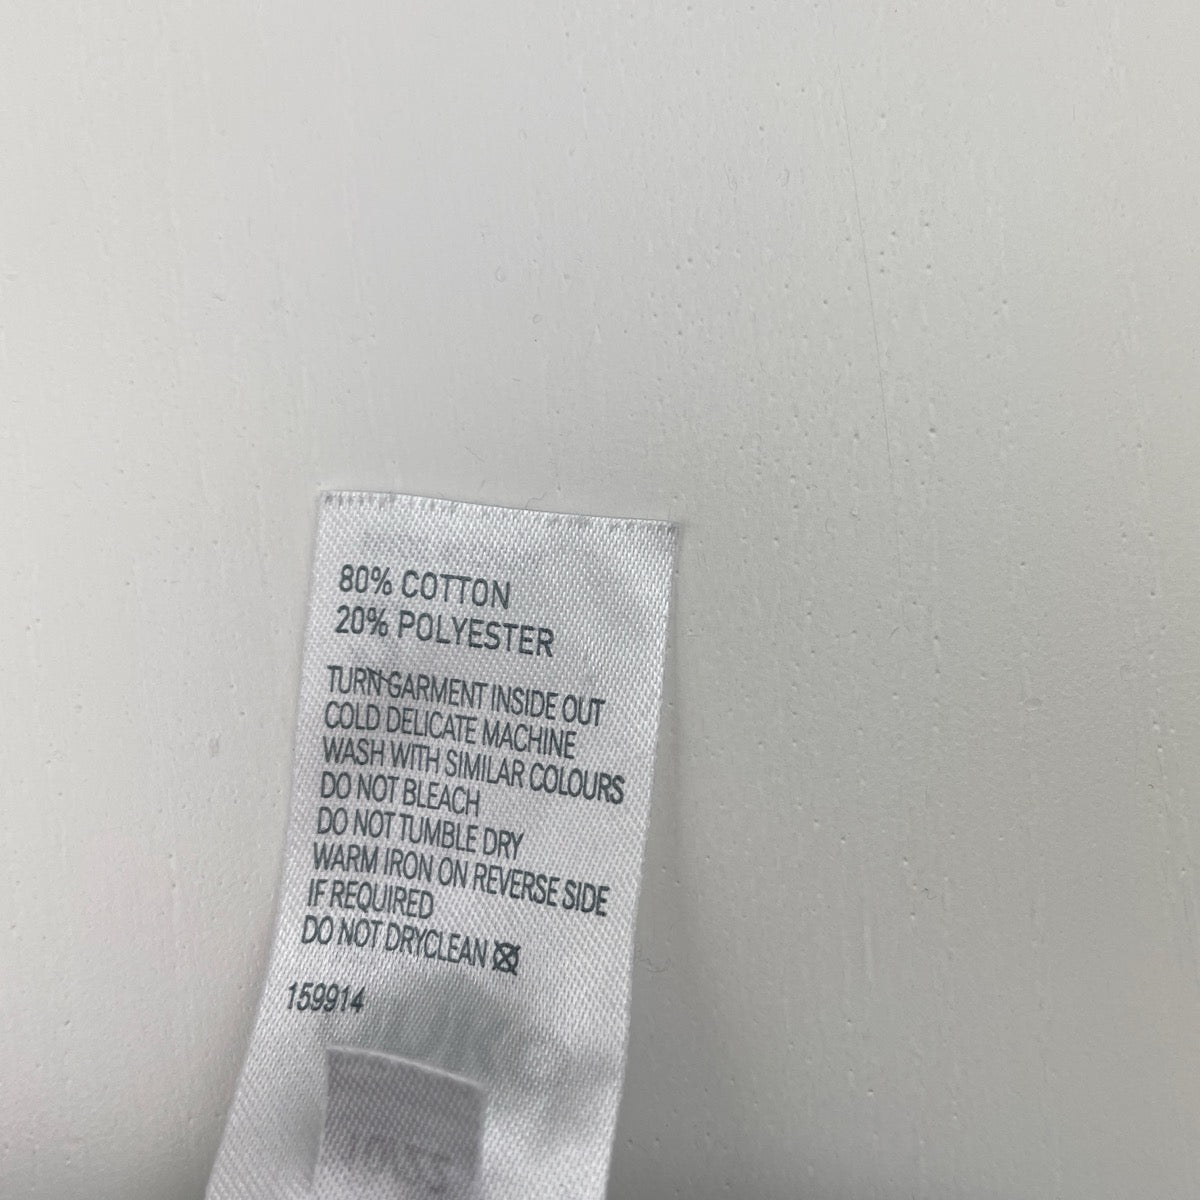 80% COTTON
20% POLYESTER
TURN GARMENT INSIDE OUT
COLD DELICATE MACHINE
WASH WITH SIMILAR COLOURS
DO NOT BLEACH
DO NOT TUMBLE DRY
WARM IRON ON REVERSE SIDE
IF REQUIRED
DO NOT DRYCLEAN
159914